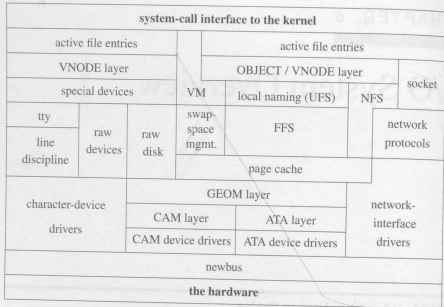 system-call interface to the kernel
active file entries
active file entries
VNODE layer
OBJECT / VNODE layer
socket
special devices
VM
local naming (UFS)
NFS
tty
line
discipline
raw
devices
raw
disk
swap-
space
mgmt.
FFS
network
protocols
page cache
character-device
drivers
GEOM layer
CAM layer
ATA layer
CAM device drivers
ATA device drivers
network-
interface
drivers
newbus
the hardware